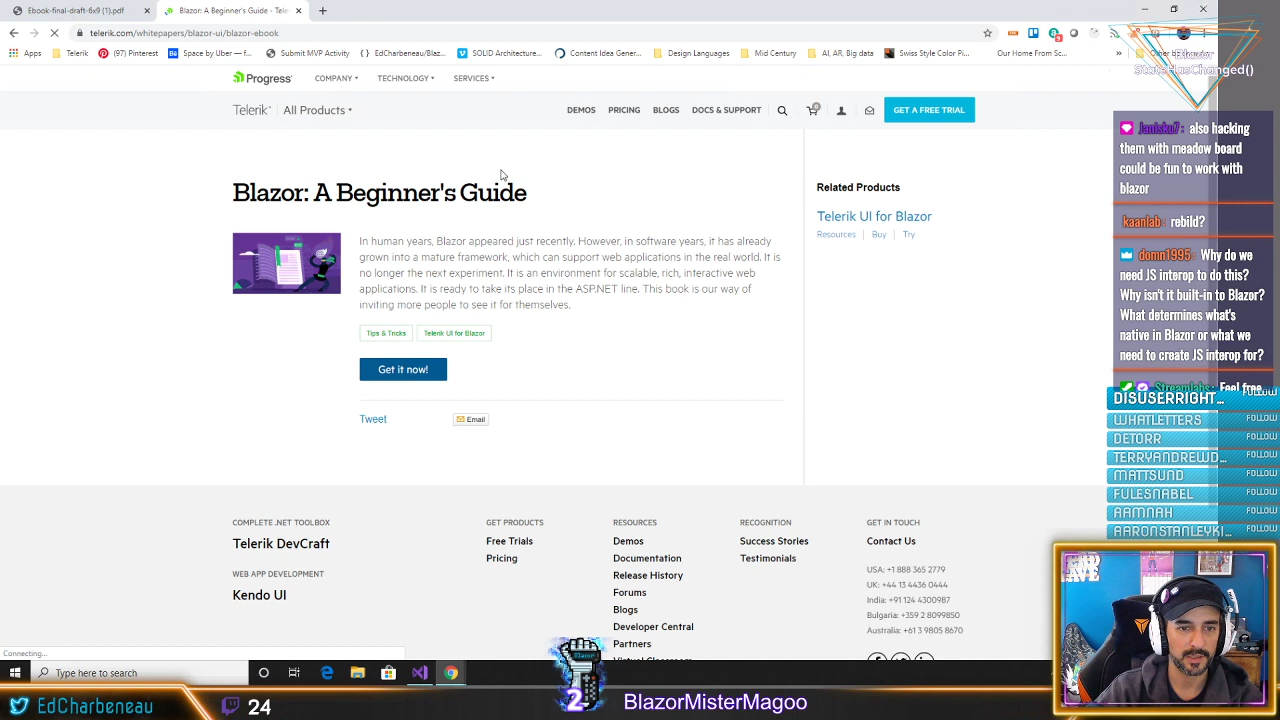 Ebook-final-draft-6x9 (1).pdf
Blazor: A Beginner's Guide - Tele
telerik.com/whitepapers/blazor-ui/blazor-ebook
Apps
Telerik
(97) Pinterest
Space by Uber — f...
Submit MVP Activity
EdCharbeneau/Blaz...
SOLID Architecture...
Content Idea Gener...
Design Languages
Mid Century
AI, AR, Big data
Swiss Style Color Pi...
Our Home From Sc...
»
Progress
COMPANY
TECHNOLOGY
SERVICES
Telerik
All Products
DEMOS
PRICING
BLOGS
DOCS & SUPPORT
0
GET A FREE TRIAL
Blazor: A Beginner's Guide
In human years, Blazor appeared just recently. However, in software years, it has already
grown into a mature framework, which can support web applications in the real world. It is
no longer the next experiment. It is an environment for scalable, rich, interactive web
applications. It is ready to take its place in the ASP.NET line. This book is our way of
inviting more people to see it for themselves.
Tips & Tricks
Telerik UI for Blazor
Get it now!
Tweet
Email
Related Products
Telerik UI for Blazor
Resources
Buy
Try
COMPLETE .NET TOOLBOX
Telerik DevCraft
WEB APP DEVELOPMENT
Kendo UI
GET PRODUCTS
Free Trials
Pricing
RESOURCES
Demos
Documentation
Release History
Forums
Blogs
Developer Central
Partners
RECOGNITION
Success Stories
Testimonials
GET IN TOUCH
Contact Us
USA: +1 888 365 2779
UK: +44 13 4436 0444
India: +91 124 4300987
Bulgaria: +359 2 8099850
Australia: +61 3 9805 8670
Connecting...
Type here to search
Blazor
StateHasChanged()
Janisku7: also hacking
them with meadow board
could be fun to work with
blazor
kaanlab: rebild?
domn1995: Why do we
need JS interop to do this?
Why isn't it built-in to Blazor?
What determines what's
native in Blazor or what we
need to create JS interop for?
Streamlabs: Feel free
DISUSERRIGHT... FOLLOW
WHATLETTERS FOLLOW
DETORR FOLLOW
TERRYANDREWD... FOLLOW
MATTSUND FOLLOW
FULESNABEL FOLLOW
AAMNAH FOLLOW
AARONSTANLEYKI... FOLLOW
EdCharbeneau
24
Blazor
2
BlazorMisterMagoo